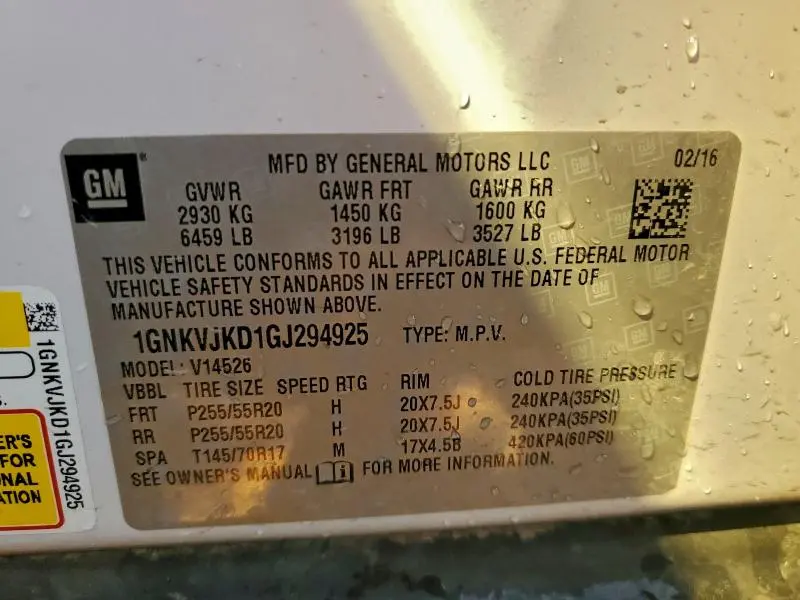 GM
MFD BY GENERAL MOTORS LLC 02/16
GVWR GAWR FRT GAWR RR
2930 KG 1450 KG 1600 KG
6459 LB 3196 LB 3527 LB
THIS VEHICLE CONFORMS TO ALL APPLICABLE U.S. FEDERAL MOTOR
VEHICLE SAFETY STANDARDS IN EFFECT ON THE DATE OF
MANUFACTURE SHOWN ABOVE.
1GNKVJKD1GJ294925 TYPE: M.P.V.
MODEL: V14526
VBBL TIRE SIZE SPEED RTG RIM COLD TIRE PRESSURE
FRT P255/55R20 H 20X7.5J 240KPA(35PSI)
RR P255/55R20 H 20X7.5J 240KPA(35PSI)
SPA T145/70R17 M 17X4.5B 420KPA(60PSI)
SEE OWNER'S MANUAL FOR MORE INFORMATION.
1GNKVJKD1GJ294925
S.
ER'S
FOR
NAL
ATION